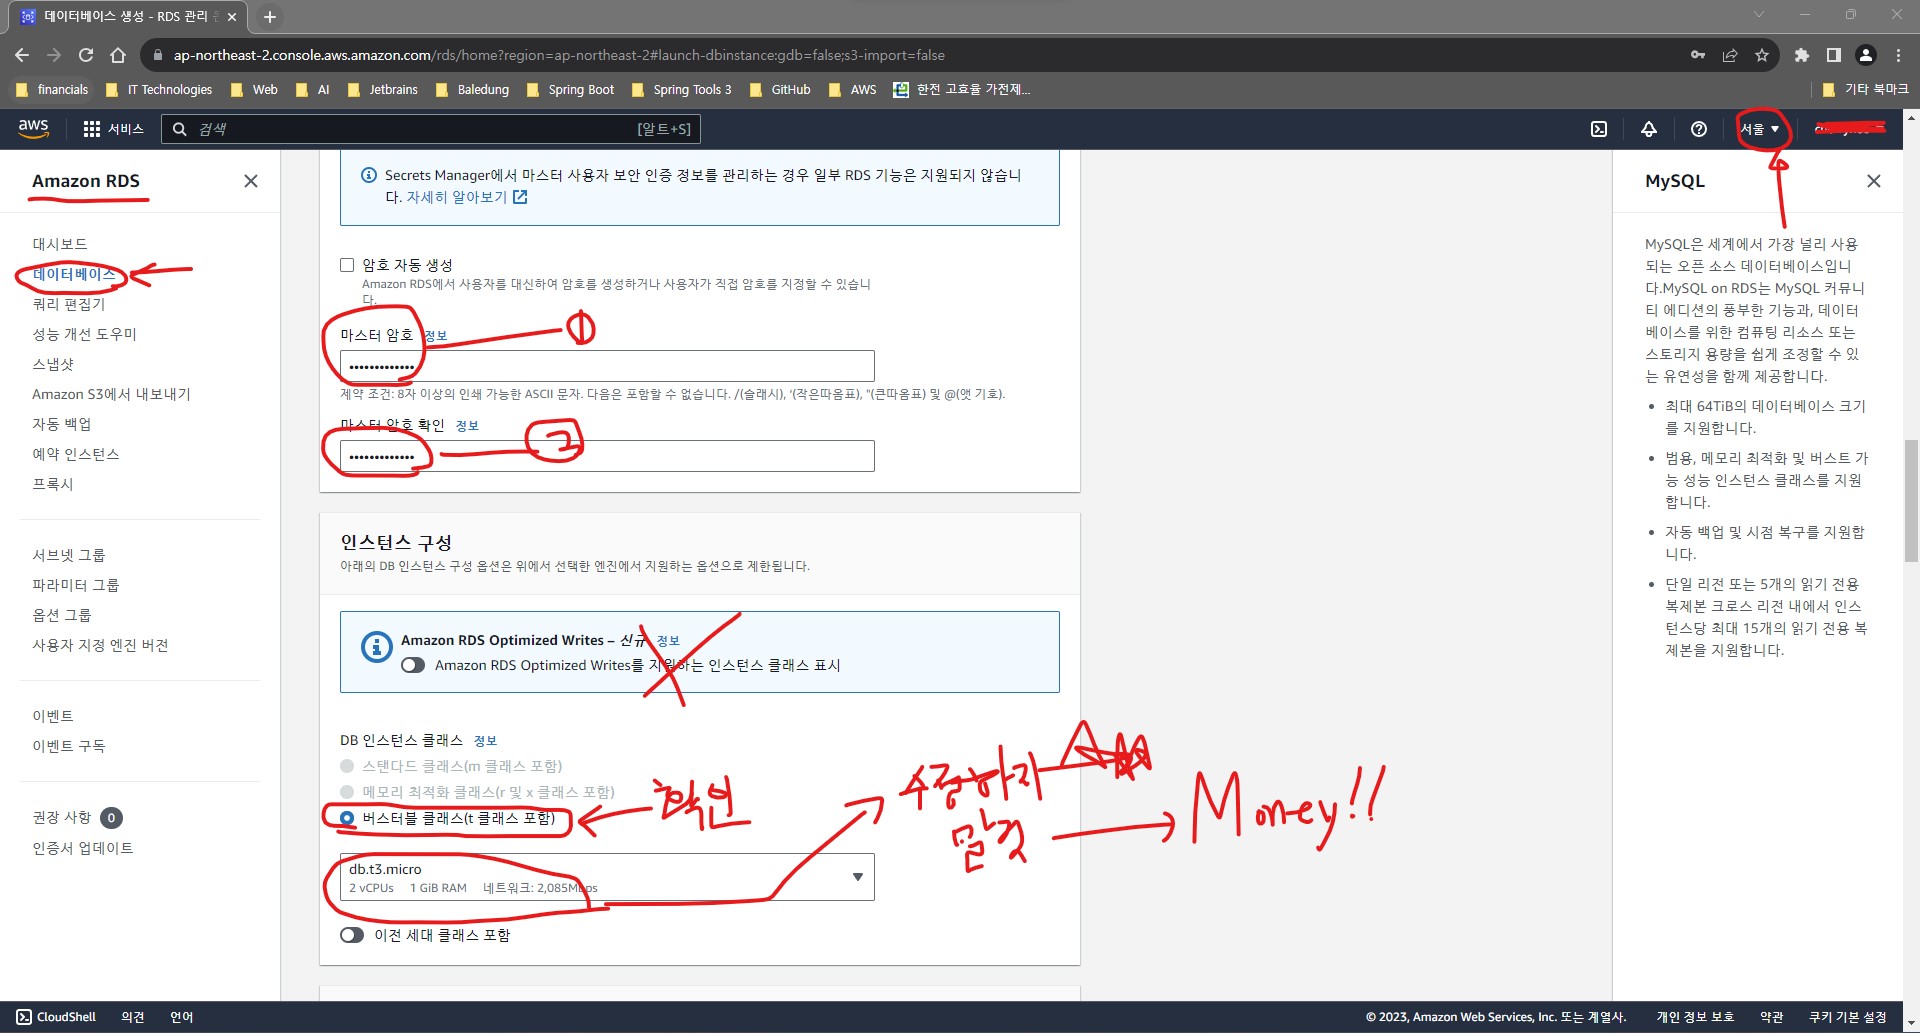 데이터베이스 생성 - RDS 관리
ap-northeast-2.console.aws.amazon.com/rds/home?region=ap-northeast-2#launch-dbinstance:gdb=false;s3-import=false
financials IT Technologies Web AI Jetbrains Baledung Spring Boot Spring Tools 3 GitHub AWS 한전 고효율 가전제... 기타 북마크
aws 서비스 검색 [알트+S] 서울
Amazon RDS
대시보드
데이터베이스
쿼리 편집기
성능 개선 도우미
스냅샷
Amazon S3에서 내보내기
자동 백업
예약 인스턴스
프록시
서브넷 그룹
파라미터 그룹
옵션 그룹
사용자 지정 엔진 버전
이벤트
이벤트 구독
권장 사항 0
인증서 업데이트
Secrets Manager에서 마스터 사용자 보안 인증 정보를 관리하는 경우 일부 RDS 기능은 지원되지 않습니
다. 자세히 알아보기
암호 자동 생성
Amazon RDS에서 사용자를 대신하여 암호를 생성하거나 사용자가 직접 암호를 지정할 수 있습니
다.
마스터 암호 정보
①
•••••••••••••
제약 조건: 8자 이상의 인쇄 가능한 ASCII 문자. 다음은 포함할 수 없습니다. /(슬래시), '(작은따옴표), "(큰따옴표) 및 @(앳 기호).
마스터 암호 확인 정보
②
•••••••••••••
인스턴스 구성
아래의 DB 인스턴스 구성 옵션은 위에서 선택한 엔진에서 지원하는 옵션으로 제한됩니다.
Amazon RDS Optimized Writes – 신규 정보
Amazon RDS Optimized Writes를 지원하는 인스턴스 클래스 표시
DB 인스턴스 클래스 정보
스탠다드 클래스(m 클래스 포함)
메모리 최적화 클래스(r 및 x 클래스 포함)
버스터블 클래스(t 클래스 포함)
확인
수정하지
말것
Money!!
db.t3.micro
2 vCPUs 1 GiB RAM 네트워크: 2,085Mbps
이전 세대 클래스 포함
MySQL
MySQL은 세계에서 가장 널리 사용
되는 오픈 소스 데이터베이스입니
다.MySQL on RDS는 MySQL 커뮤니
티 에디션의 풍부한 기능과, 데이터
베이스를 위한 컴퓨팅 리소스 또는
스토리지 용량을 쉽게 조정할 수 있
는 유연성을 함께 제공합니다.
• 최대 64TiB의 데이터베이스 크기
를 지원합니다.
• 범용, 메모리 최적화 및 버스트 가
능 성능 인스턴스 클래스를 지원
합니다.
• 자동 백업 및 시점 복구를 지원합
니다.
• 단일 리전 또는 5개의 읽기 전용
복제본 크로스 리전 내에서 인스
턴스당 최대 15개의 읽기 전용 복
제본을 지원합니다.
CloudShell 의견 언어 © 2023, Amazon Web Services, Inc. 또는 계열사. 개인 정보 보호 약관 쿠키 기본 설정